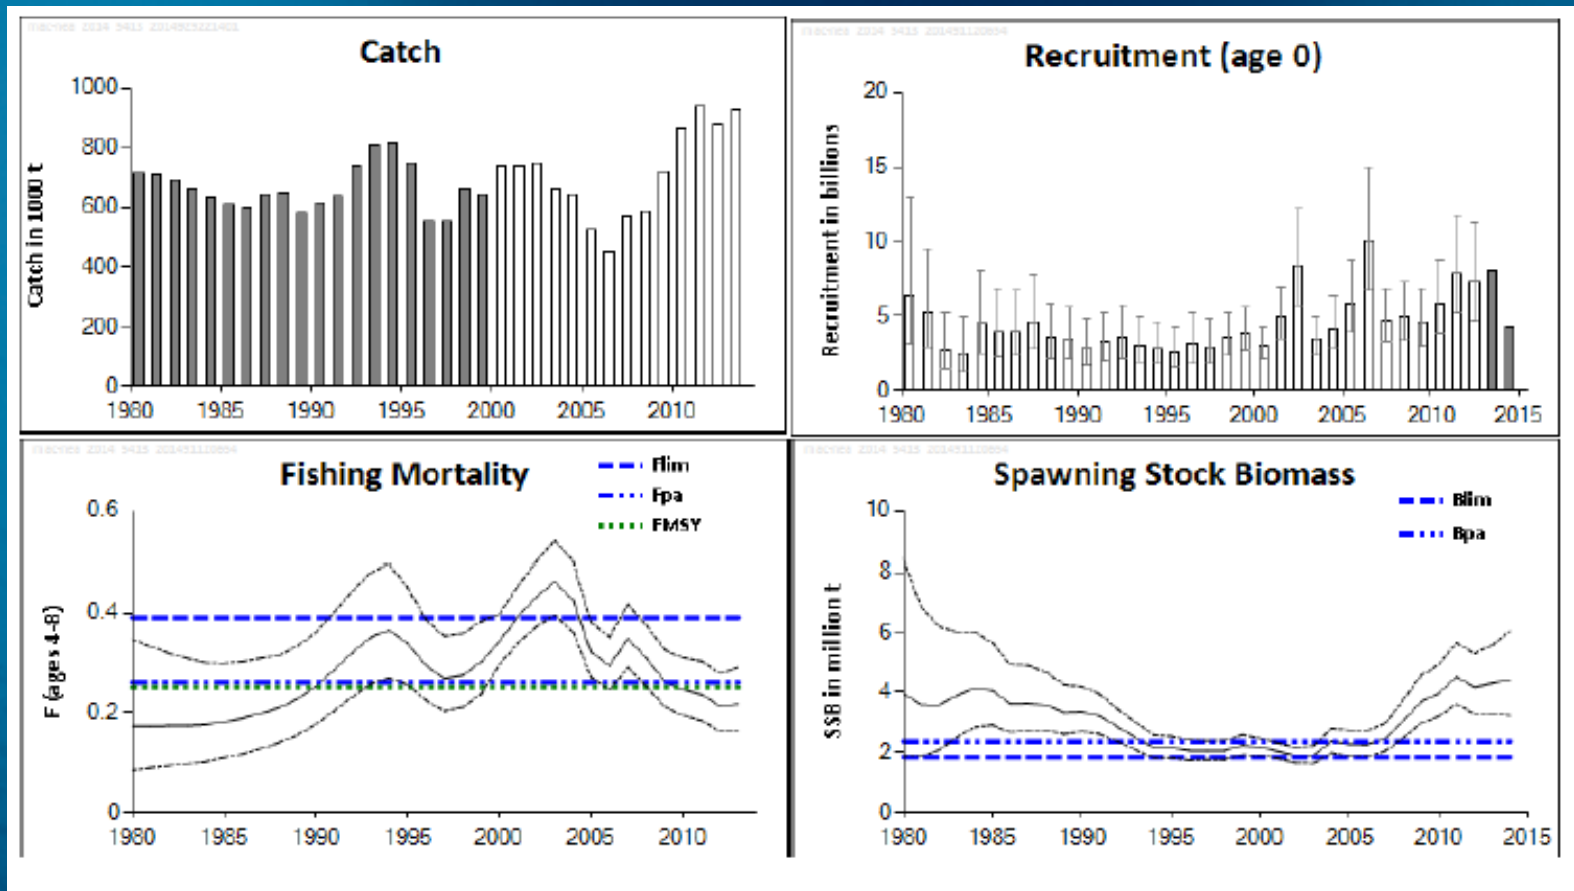 Catch
1000
800
600
400
200
0
Catch in 1000 t
1980 1985 1990 1995 2000 2005 2010
Recruitment (age 0)
20
15
10
5
0
Recruitment in billions
1980 1985 1990 1995 2000 2005 2010 2015
Fishing Mortality
Flim
Fpa
FMSY
0.6
0.4
0.2
0
F (ages 4-8)
1980 1985 1990 1995 2000 2005 2010
Spawning Stock Biomass
Blim
Bpa
10
8
6
4
2
0
SSB in million t
1980 1985 1990 1995 2000 2005 2010 2015